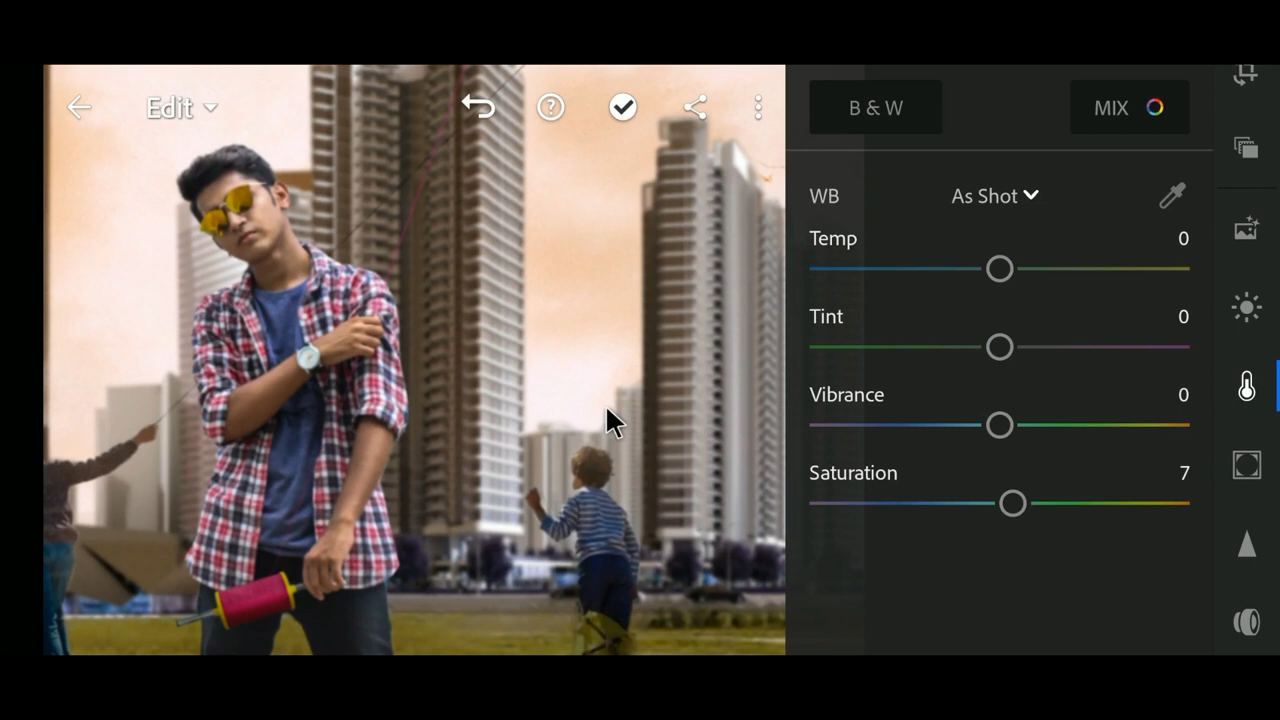 Edit
B & W
MIX
WB
As Shot
Temp
0
Tint
0
Vibrance
0
Saturation
7